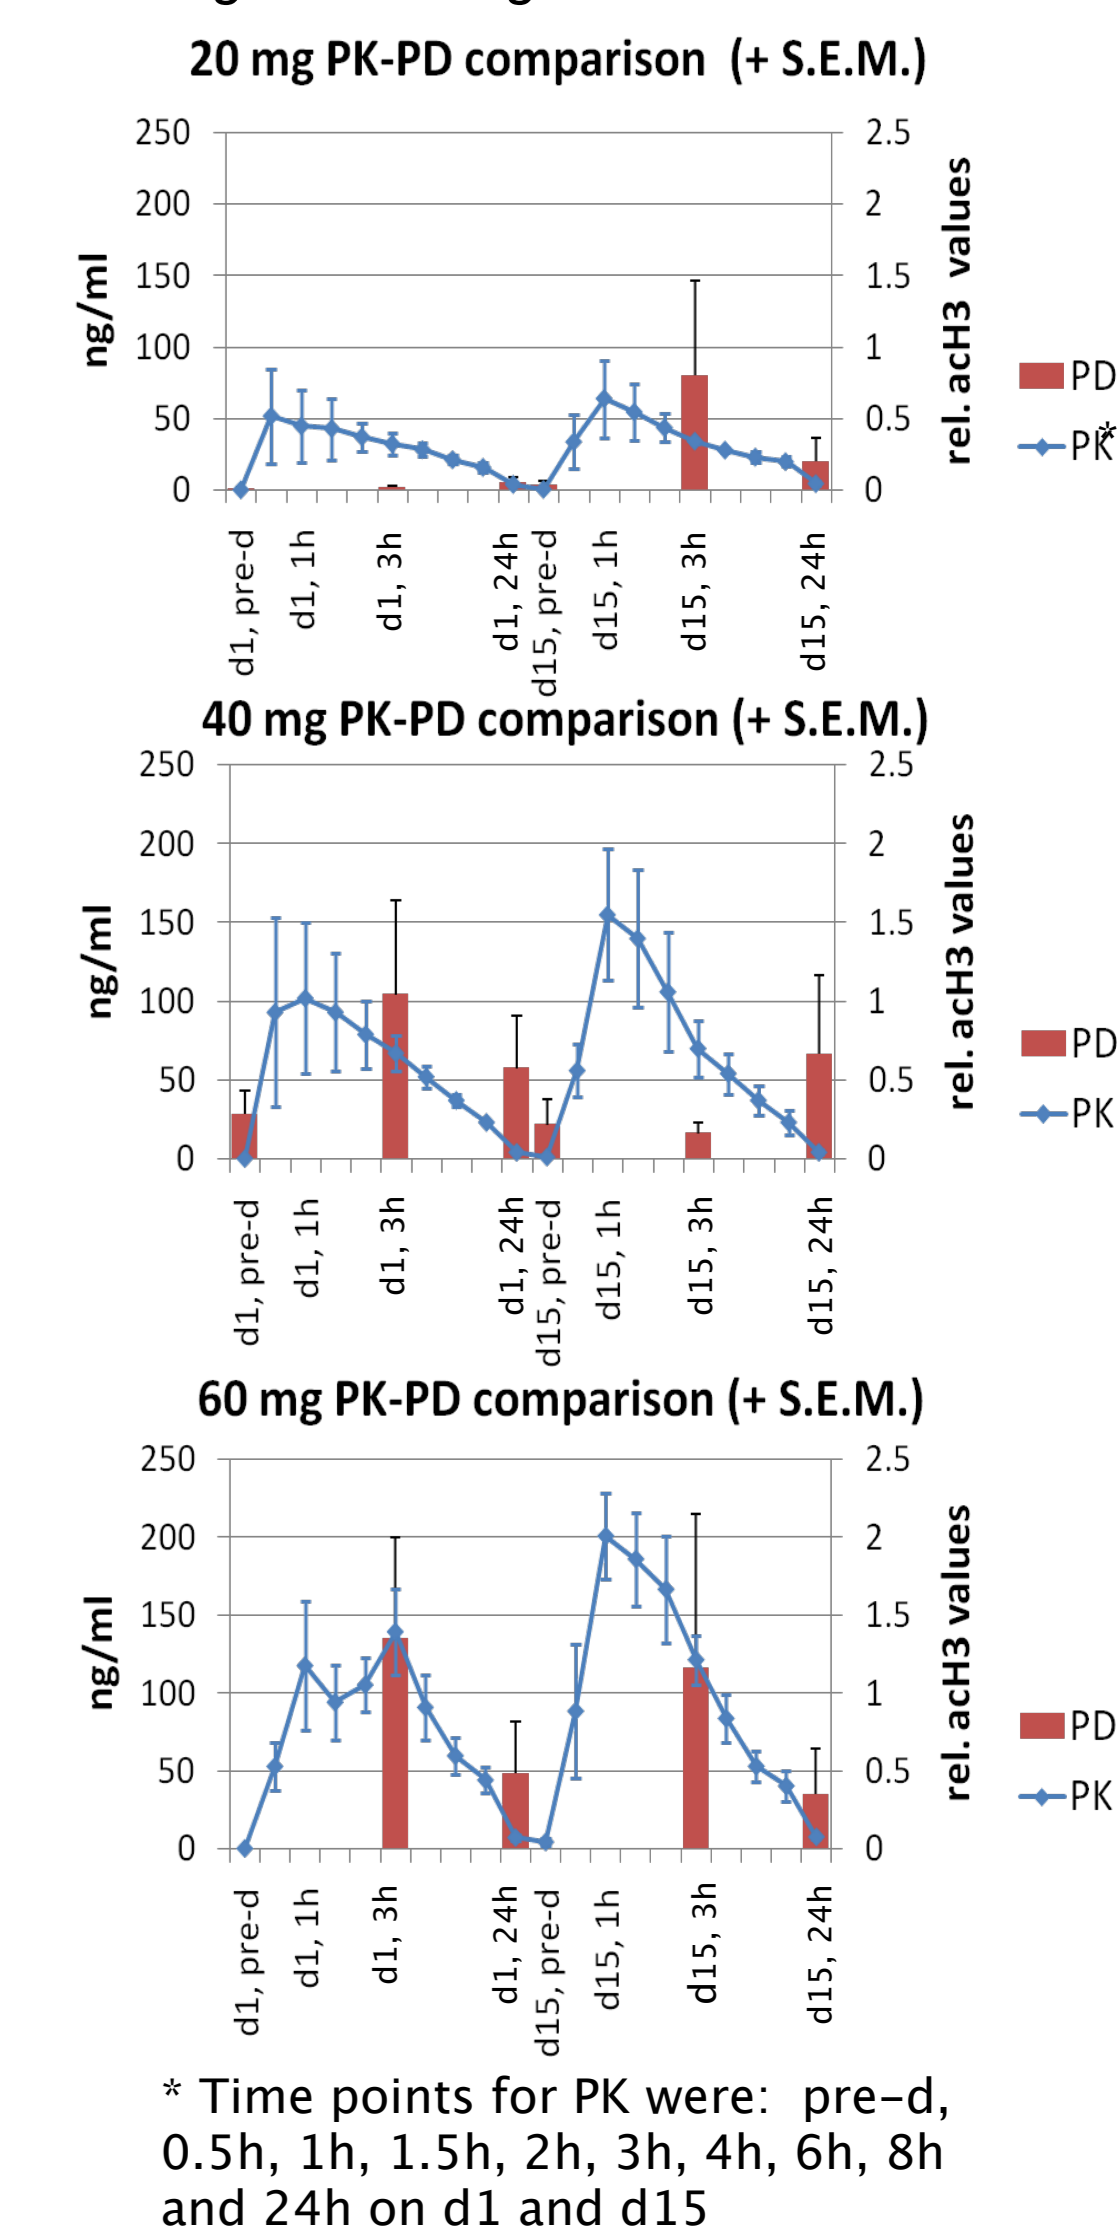 20 mg PK-PD comparison (+ S.E.M.)
250
200
150
100
50
0
ng/ml
2.5
2
1.5
1
0.5
0
rel. acH3 values
PD
PK*
d1, pre-d
d1, 1h
d1, 3h
d1, 24h
d15, pre-d
d15, 1h
d15, 3h
d15, 24h
40 mg PK-PD comparison (+ S.E.M.)
250
200
150
100
50
0
ng/ml
2.5
2
1.5
1
0.5
0
rel. acH3 values
PD
PK
d1, pre-d
d1, 1h
d1, 3h
d1, 24h
d15, pre-d
d15, 1h
d15, 3h
d15, 24h
60 mg PK-PD comparison (+ S.E.M.)
250
200
150
100
50
0
ng/ml
2.5
2
1.5
1
0.5
0
rel. acH3 values
PD
PK
d1, pre-d
d1, 1h
d1, 3h
d1, 24h
d15, pre-d
d15, 1h
d15, 3h
d15, 24h
* Time points for PK were: pre-d,
0.5h, 1h, 1.5h, 2h, 3h, 4h, 6h, 8h
and 24h on d1 and d15